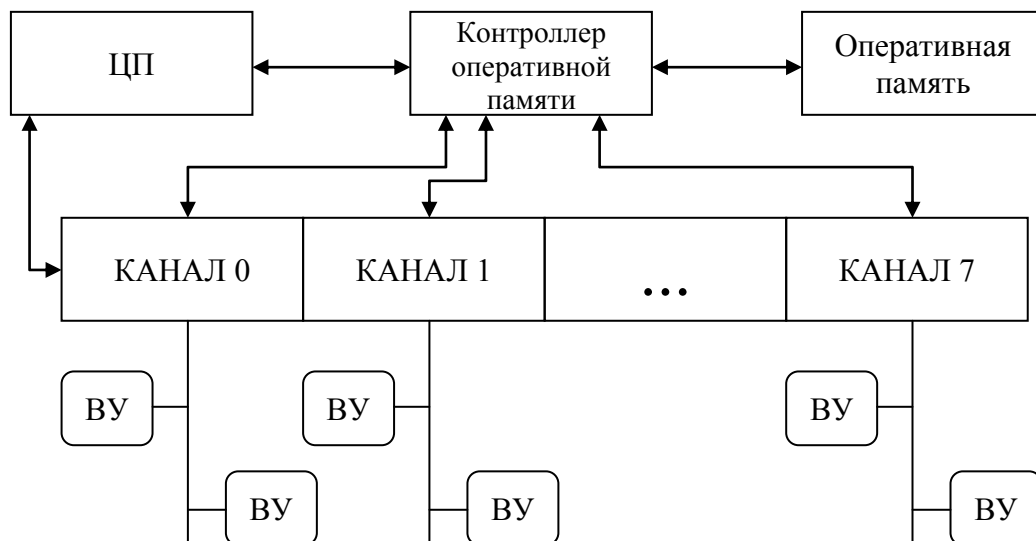 ЦП
Контроллер
оперативной
памяти
Оперативная
память
КАНАЛ 0
КАНАЛ 1
...
КАНАЛ 7
ВУ
ВУ
ВУ
ВУ
ВУ
ВУ